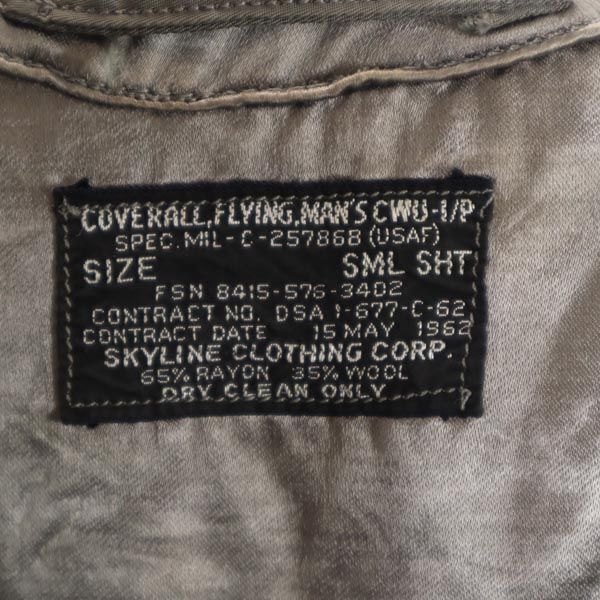 COVERALL, FLYING, MAN'S CWU-1/P
SPEC. MIL-C-25786B (USAF)
SIZE SML SHT
FSN 8415-576-3402
CONTRACT NO. DSA 1-677-C-62
CONTRACT DATE 15 MAY 1962
SKYLINE CLOTHING CORP.
65% RAYON 35% WOOL
DRY CLEAN ONLY